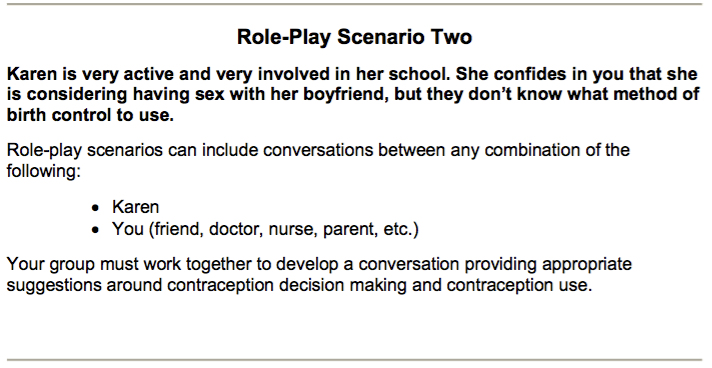 Role-Play Scenario Two
Karen is very active and very involved in her school. She confides in you that she
is considering having sex with her boyfriend, but they don’t know what method of
birth control to use.
Role-play scenarios can include conversations between any combination of the
following:
• Karen
• You (friend, doctor, nurse, parent, etc.)
Your group must work together to develop a conversation providing appropriate
suggestions around contraception decision making and contraception use.